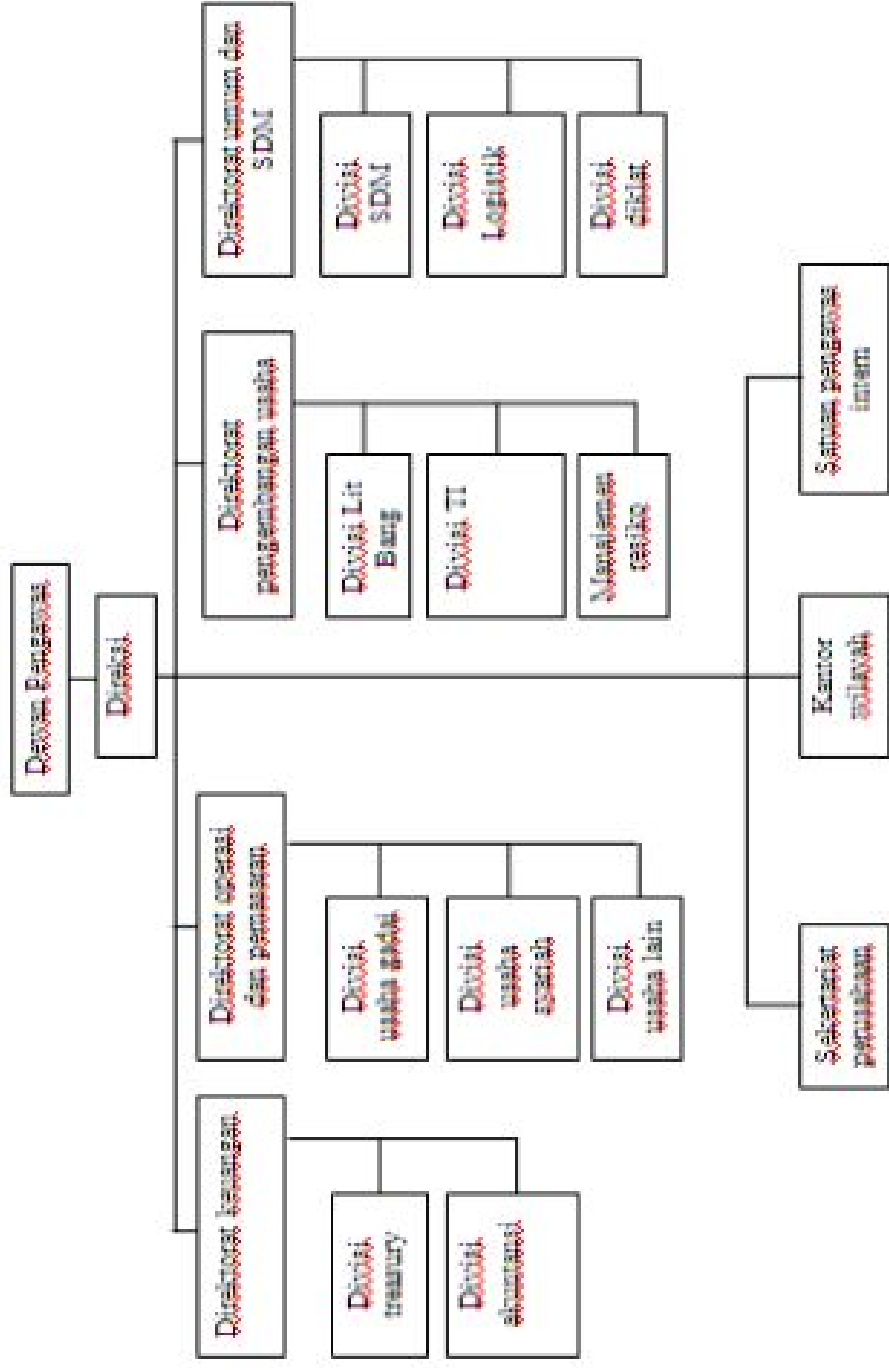 Dewan Pengawas
Direksi
Direktorat keuangan
Direktorat operasi
dan pemasaran
Direktorat
pengembangan usaha
Direktorat umum dan
SDM
Divisi
treasury
Divisi
akuntansi
Divisi
usaha gadai
Divisi
usaha
syariah
Divisi
usaha lain
Divisi Lit
Bang
Divisi TI
Manajemen
resiko
Divisi
SDM
Divisi
Logistik
Divisi
diklat
Sekretariat
perusahaan
Kantor
wilayah
Satuan pengawas
intern